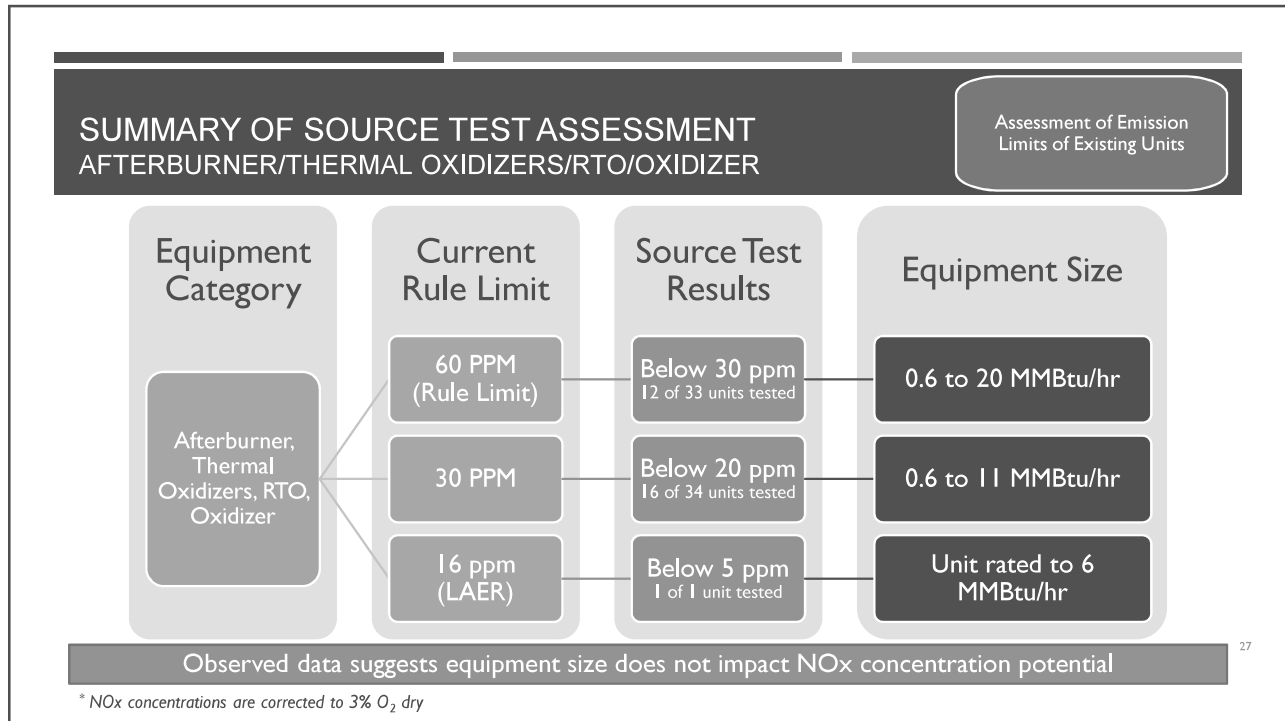 SUMMARY OF SOURCE TEST ASSESSMENT
AFTERBURNER/THERMAL OXIDIZERS/RTO/OXIDIZER
Assessment of Emission
Limits of Existing Units
Equipment
Category
Current
Rule Limit
Source Test
Results
Equipment Size
Afterburner,
Thermal
Oxidizers, RTO,
Oxidizer
60 PPM
(Rule Limit)
Below 30 ppm
12 of 33 units tested
0.6 to 20 MMBtu/hr
30 PPM
Below 20 ppm
16 of 34 units tested
0.6 to 11 MMBtu/hr
16 ppm
(LAER)
Below 5 ppm
1 of 1 unit tested
Unit rated to 6
MMBtu/hr
Observed data suggests equipment size does not impact NOx concentration potential
27
* NOx concentrations are corrected to 3% O₂ dry